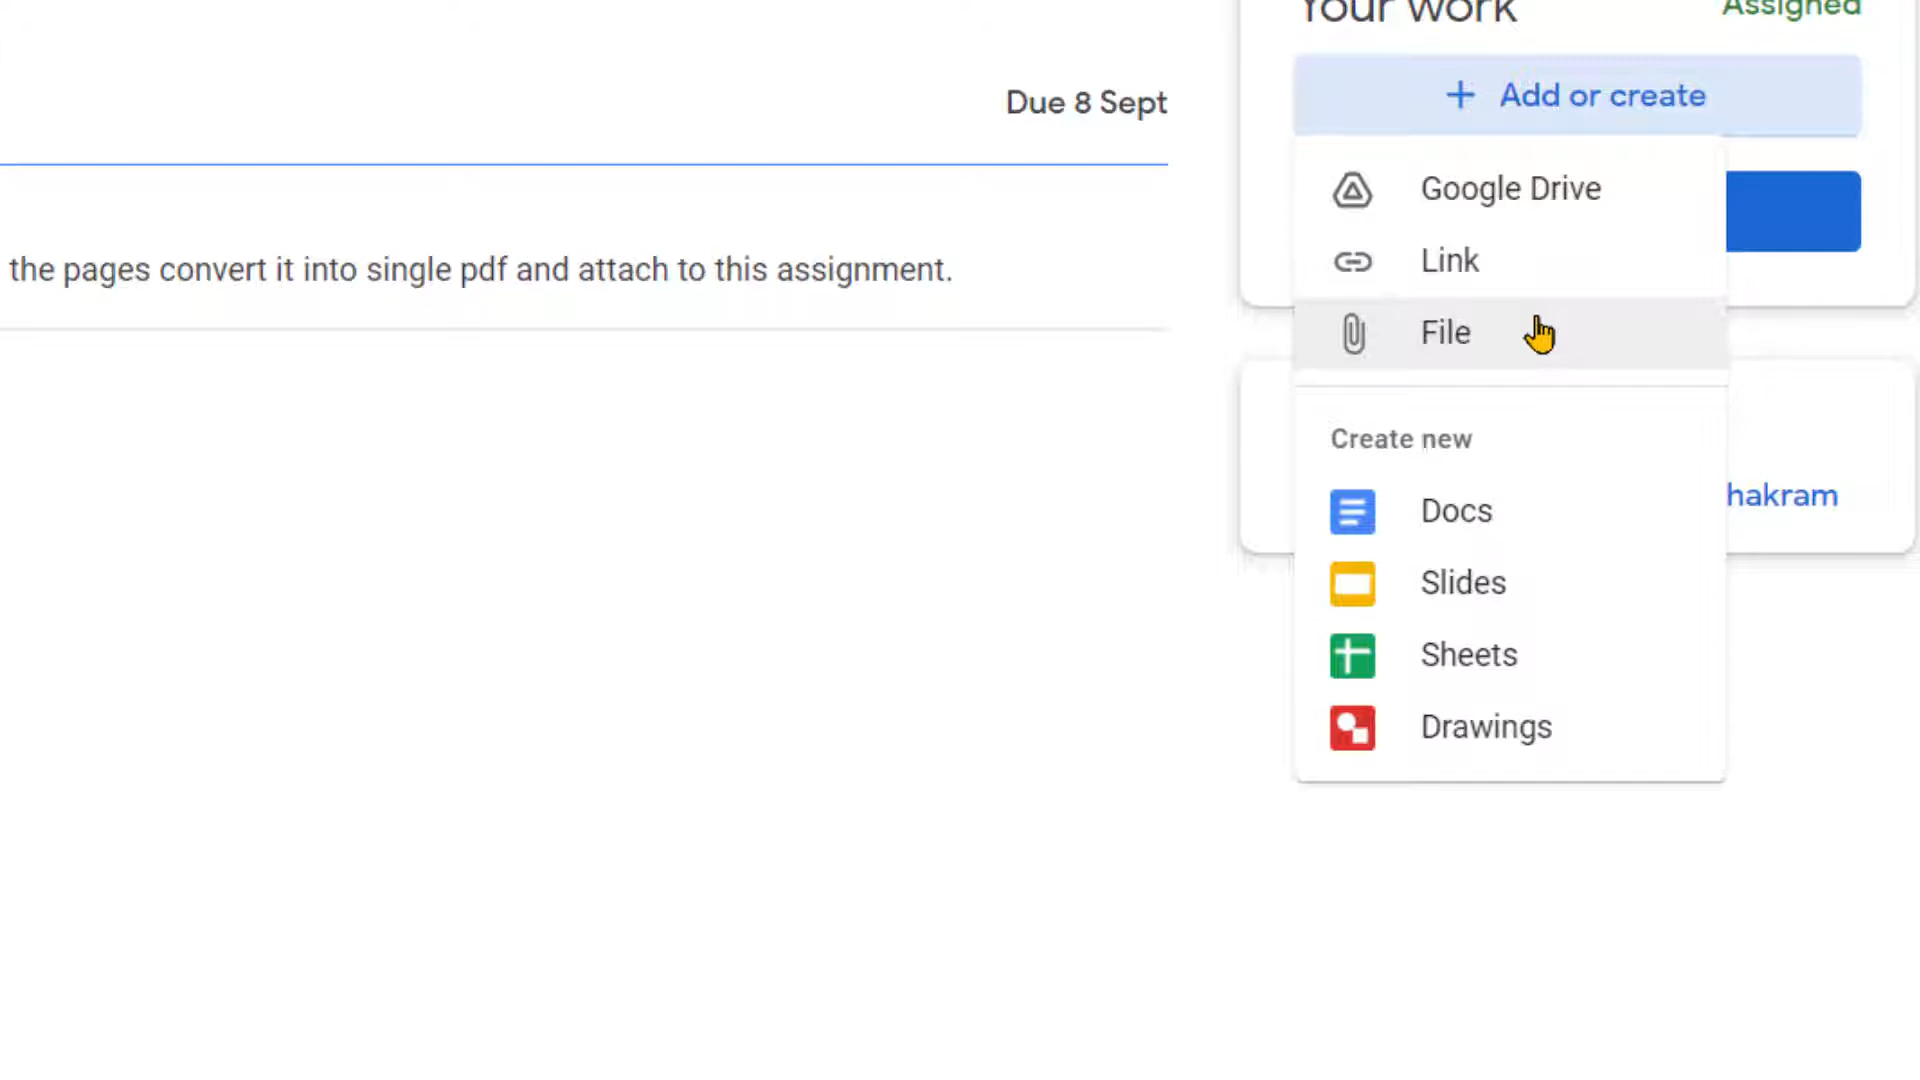 Your work
Assigned
+ Add or create
Due 8 Sept
Google Drive
Link
the pages convert it into single pdf and attach to this assignment.
File
Create new
hakram
Docs
Slides
Sheets
Drawings